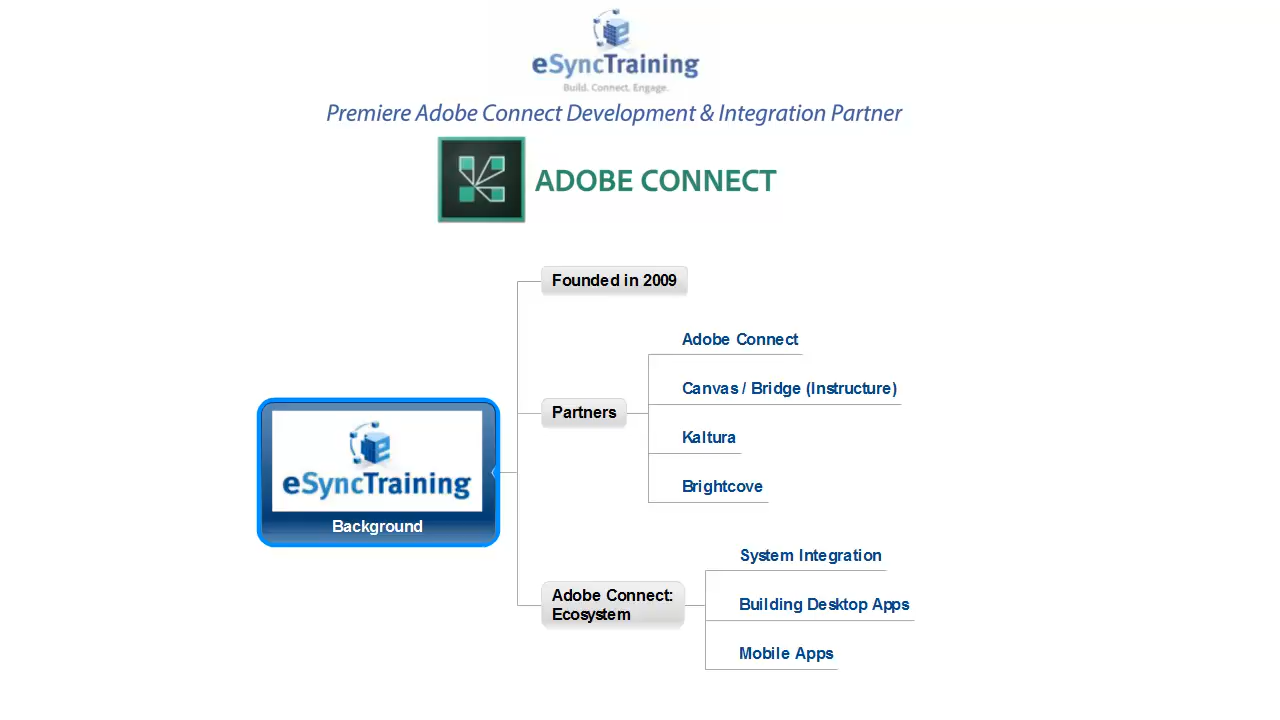 eSyncTraining
Build. Connect. Engage.
Premiere Adobe Connect Development & Integration Partner
ADOBE CONNECT
Founded in 2009
Partners
Adobe Connect
Canvas / Bridge (Instructure)
Kaltura
Brightcove
eSyncTraining
Background
Adobe Connect:
Ecosystem
System Integration
Building Desktop Apps
Mobile Apps